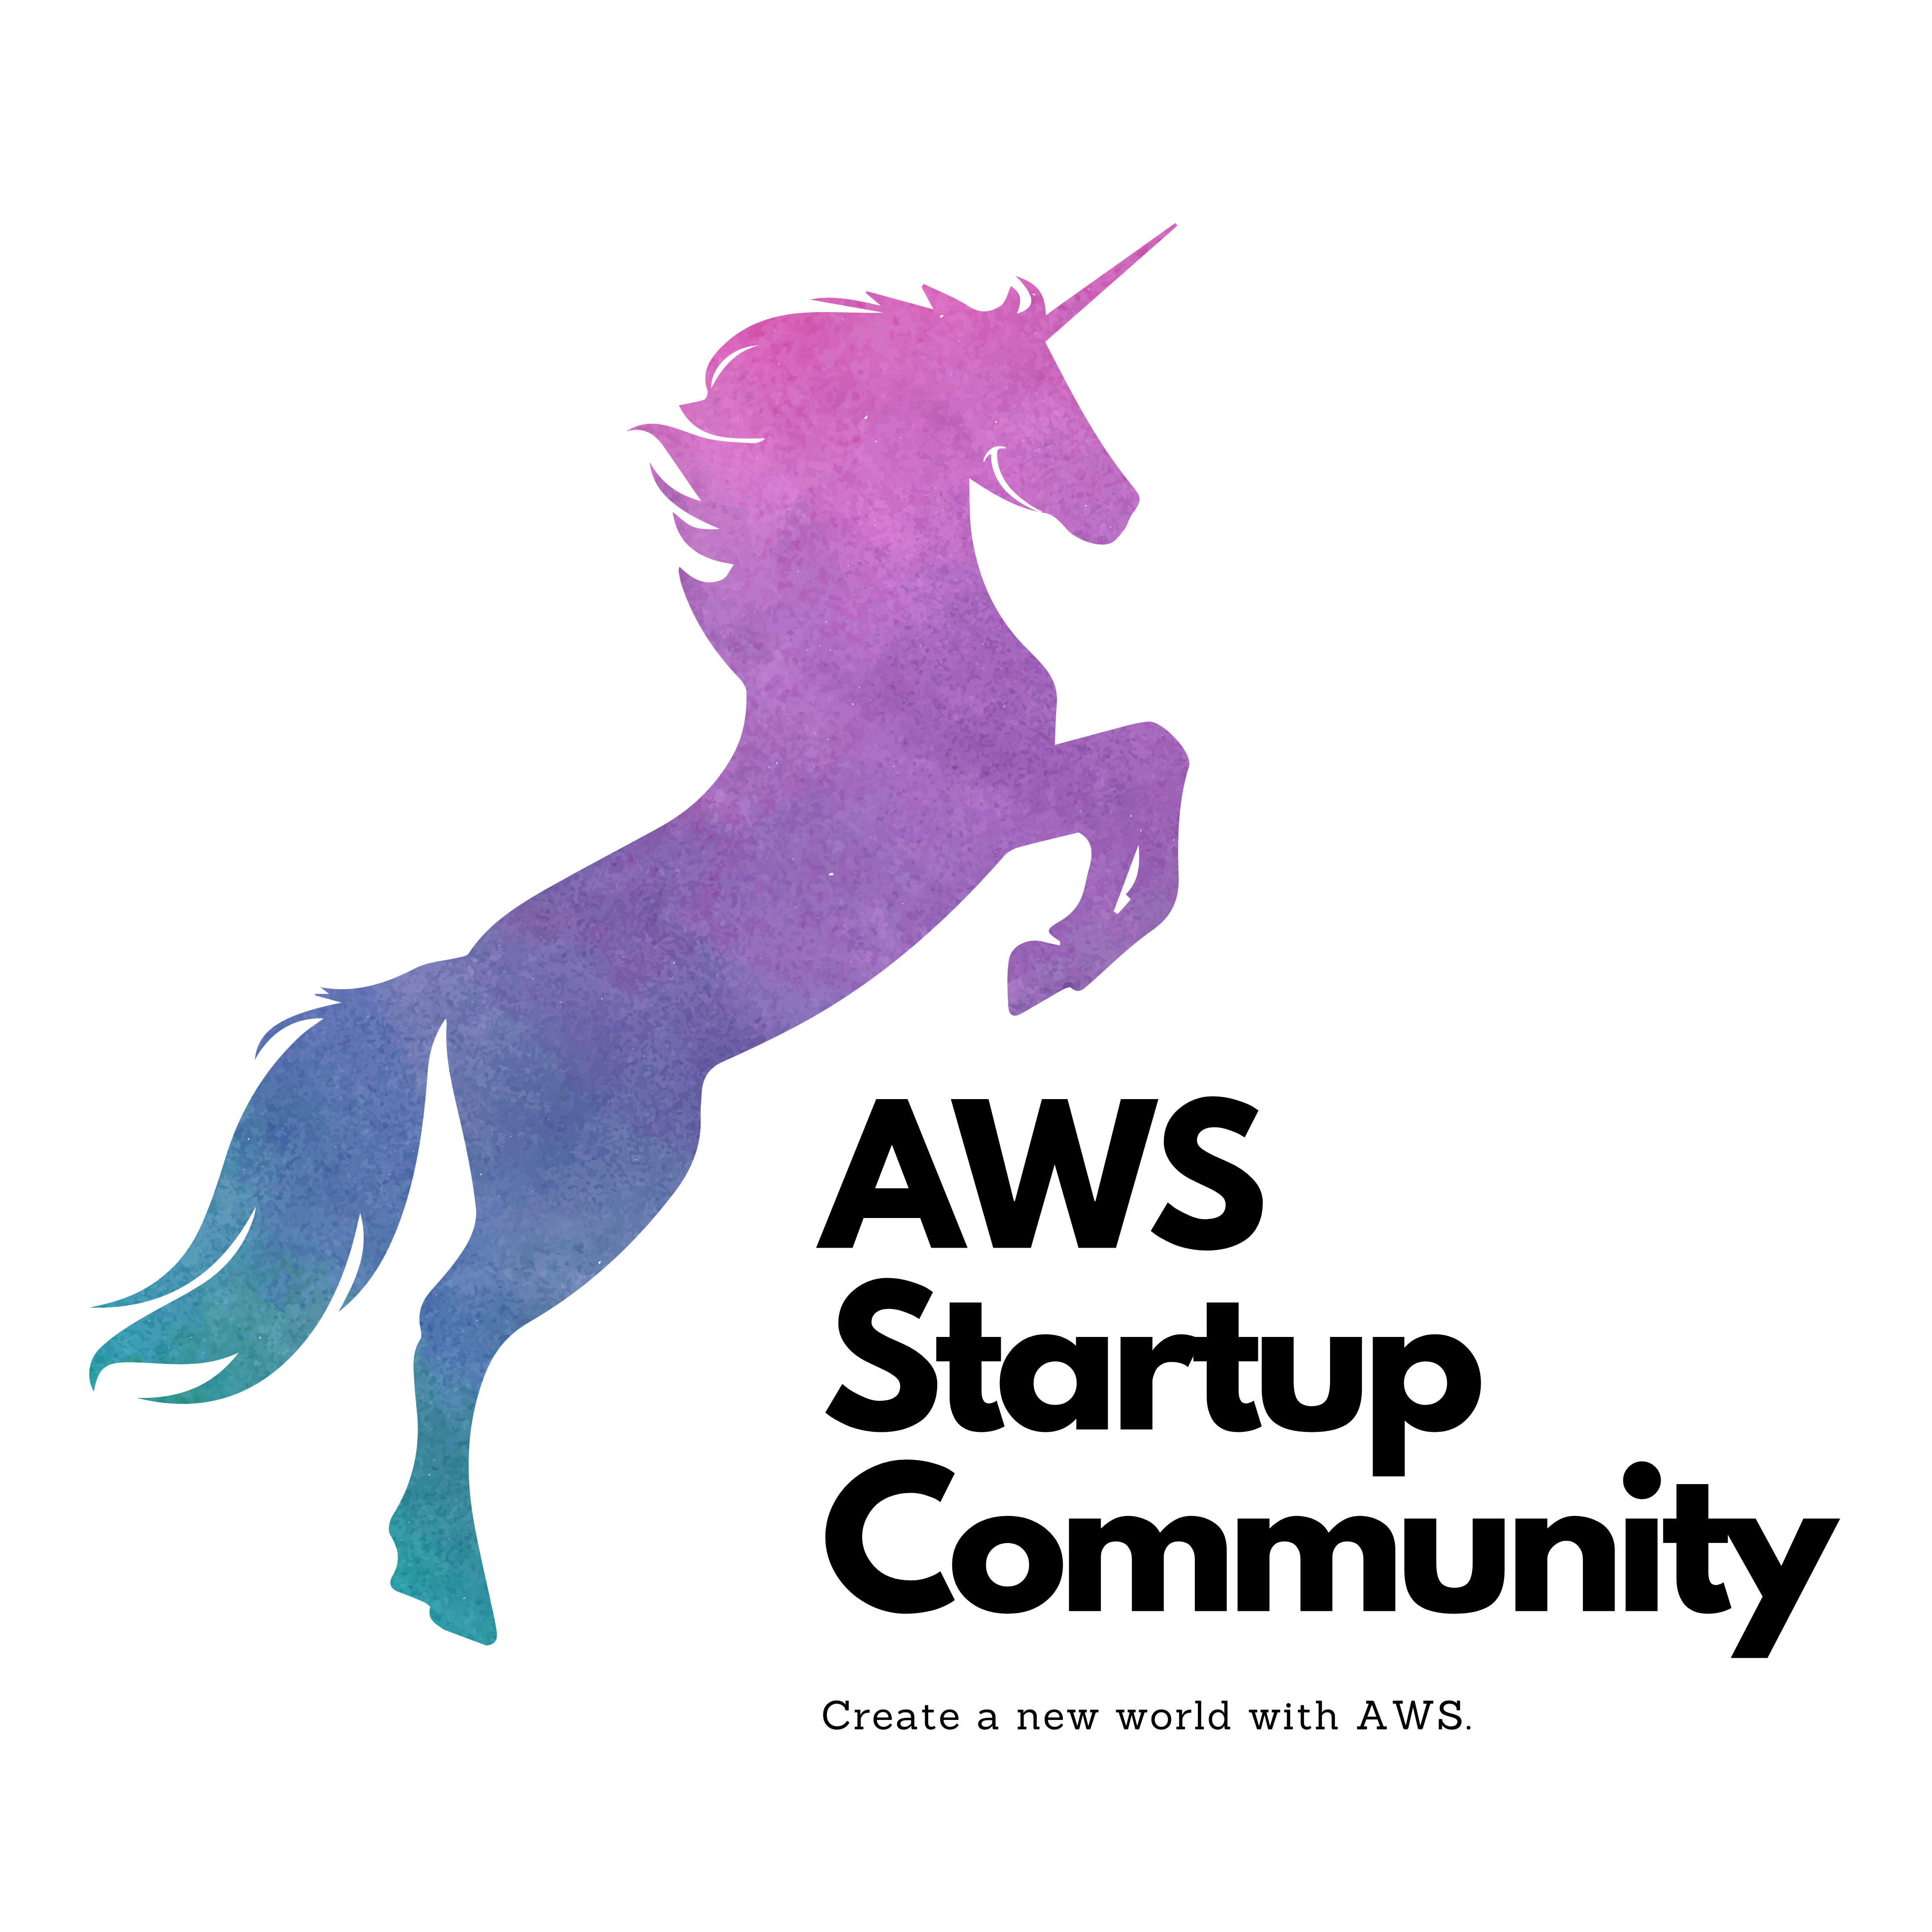 AWS
Startup
Community
Create a new world with AWS.